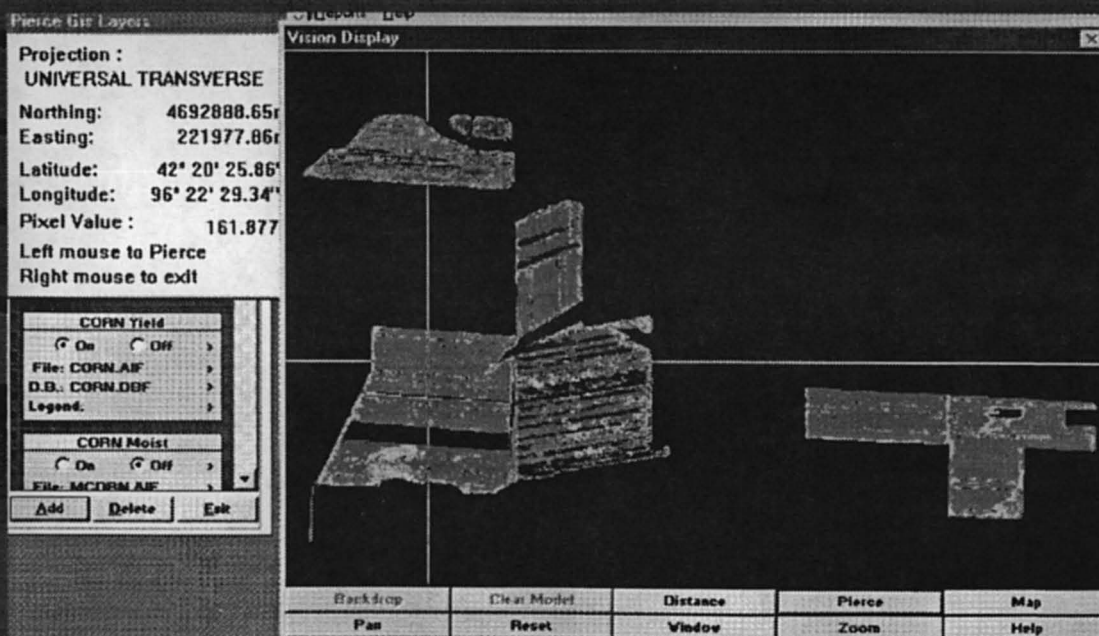 Pierce Gis Layers
Projection :
UNIVERSAL TRANSVERSE
Northing: 4692888.65
Easting: 221977.86
Latitude: 42° 20' 25.86'
Longitude: 96° 22' 29.34"
Pixel Value : 161.877
Left mouse to Pierce
Right mouse to exit
CORN Yield
On Off >
File: CORN.AIF >
D.B.: CORN.DBF >
Legend: >
CORN Moist
On Off >
File: MCORN.AIF
Add Delete Exit
Reports Help
Vision Display
Backdrop Clear Model Distance Pierce Map
Pan Reset Window Zoom Help